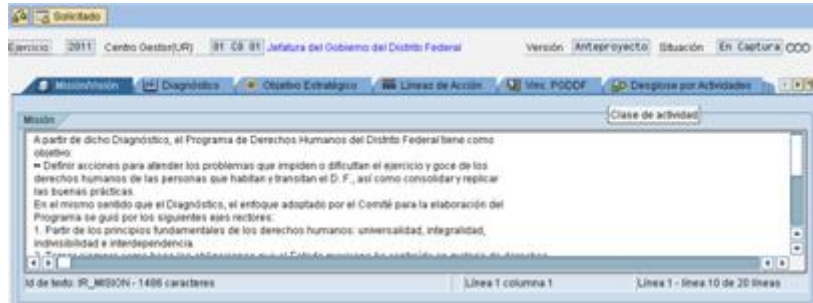 Solicitado
Ejercicio 2011 Centro Gestor(UR) 01 C0 01 Jefatura del Gobierno del Distrito Federal Versión Anteproyecto Situación En Captura
Misión/Visión Diagnóstico Objetivo Estratégico Líneas de Acción Vinc. PGDDF Desglose por Actividades
Clase de actividad
Misión
A partir de dicho Diagnóstico, el Programa de Derechos Humanos del Distrito Federal tiene como
objetivo:
•• Definir acciones para atender los problemas que impiden o dificultan el ejercicio y goce de los
derechos humanos de las personas que habitan y transitan el D. F., así como consolidar y replicar
las buenas prácticas.
En el mismo sentido que el Diagnóstico, el enfoque adoptado por el Comité para la elaboración del
Programa se guió por los siguientes ejes rectores:
1. Partir de los principios fundamentales de los derechos humanos: universalidad, integralidad,
indivisibilidad e interdependencia.
Id de texto: IR_MISION - 1486 caracteres Línea 1 columna 1 Línea 1 - línea 10 de 20 líneas